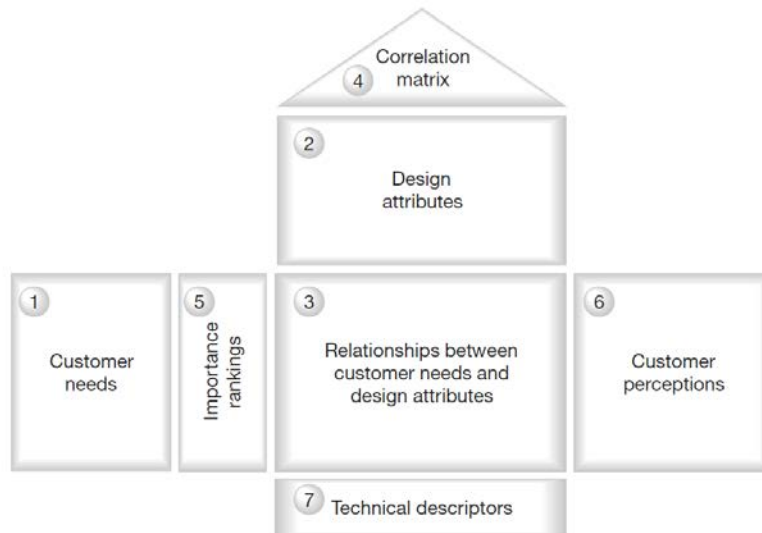 4
Correlation
matrix
2
Design
attributes
1
Customer
needs
5
Importance
rankings
3
Relationships between
customer needs and
design attributes
6
Customer
perceptions
7 Technical descriptors